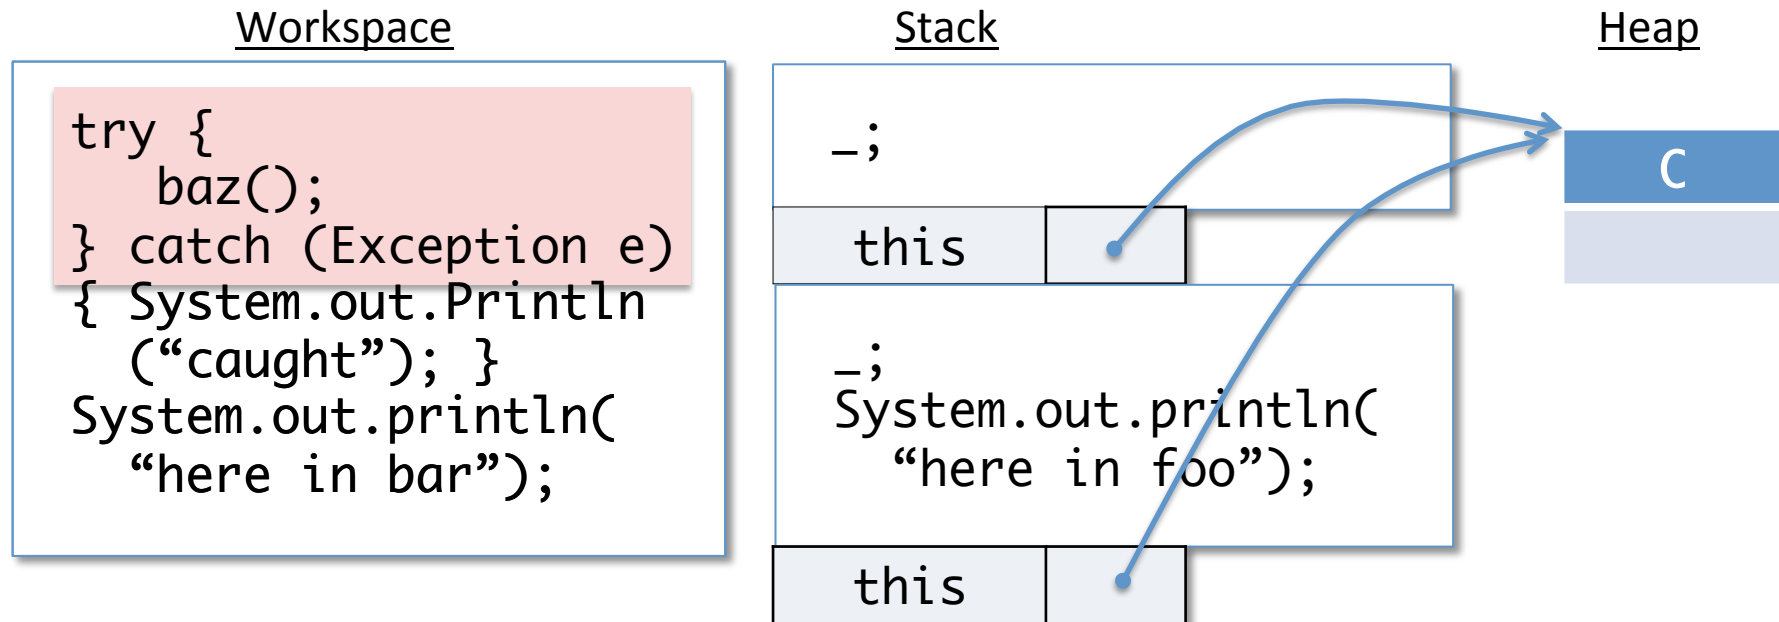 Workspace
Stack
Heap
try {
baz();
} catch (Exception e)
{ System.out.Println
(“caught”); }
System.out.println(
“here in bar”);
_;
this
_;
System.out.println(
“here in foo”);
this
C